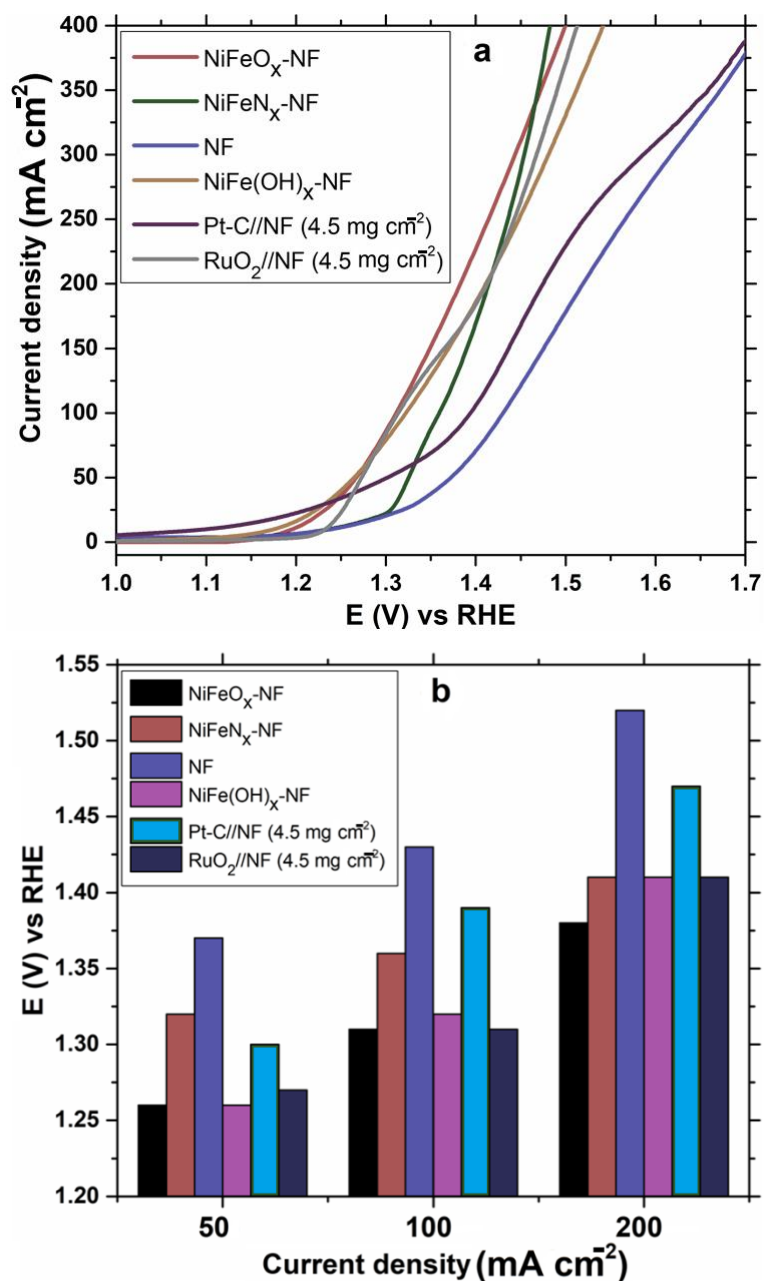 a
NiFeOx-NF
NiFeNx-NF
NF
NiFe(OH)x-NF
Pt-C//NF (4.5 mg cm-2)
RuO2//NF (4.5 mg cm-2)
Current density (mA cm-2)
400
350
300
250
200
150
100
50
0
1.0 1.1 1.2 1.3 1.4 1.5 1.6 1.7
E (V) vs RHE
b
NiFeOx-NF
NiFeNx-NF
NF
NiFe(OH)x-NF
Pt-C//NF (4.5 mg cm-2)
RuO2//NF (4.5 mg cm-2)
E (V) vs RHE
1.55
1.50
1.45
1.40
1.35
1.30
1.25
1.20
50 100 200
Current density (mA cm-2)